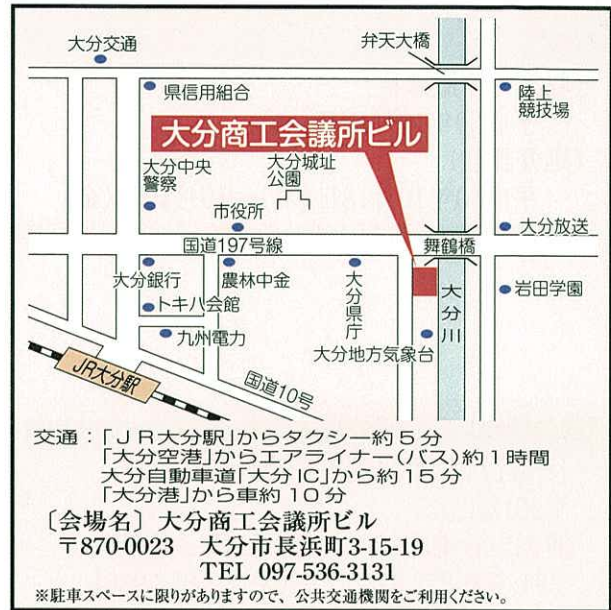 大分交通
弁天大橋
県信用組合
陸上
競技場
大分商工会議所ビル
大分中央
警察
大分城址
公園
市役所
大分放送
国道197号線
舞鶴橋
大分銀行
農林中金
大分県庁
大分川
岩田学園
トキハ会館
九州電力
大分地方気象台
JR大分駅
国道10号
交通：「JR大分駅」からタクシー約5分
「大分空港」からエアライナー(バス)約1時間
大分自動車道「大分IC」から約15分
「大分港」から車約10分
〔会場名〕大分商工会議所ビル
〒870-0023 大分市長浜町3-15-19
TEL 097-536-3131
※駐車スペースに限りがありますので、公共交通機関をご利用ください。